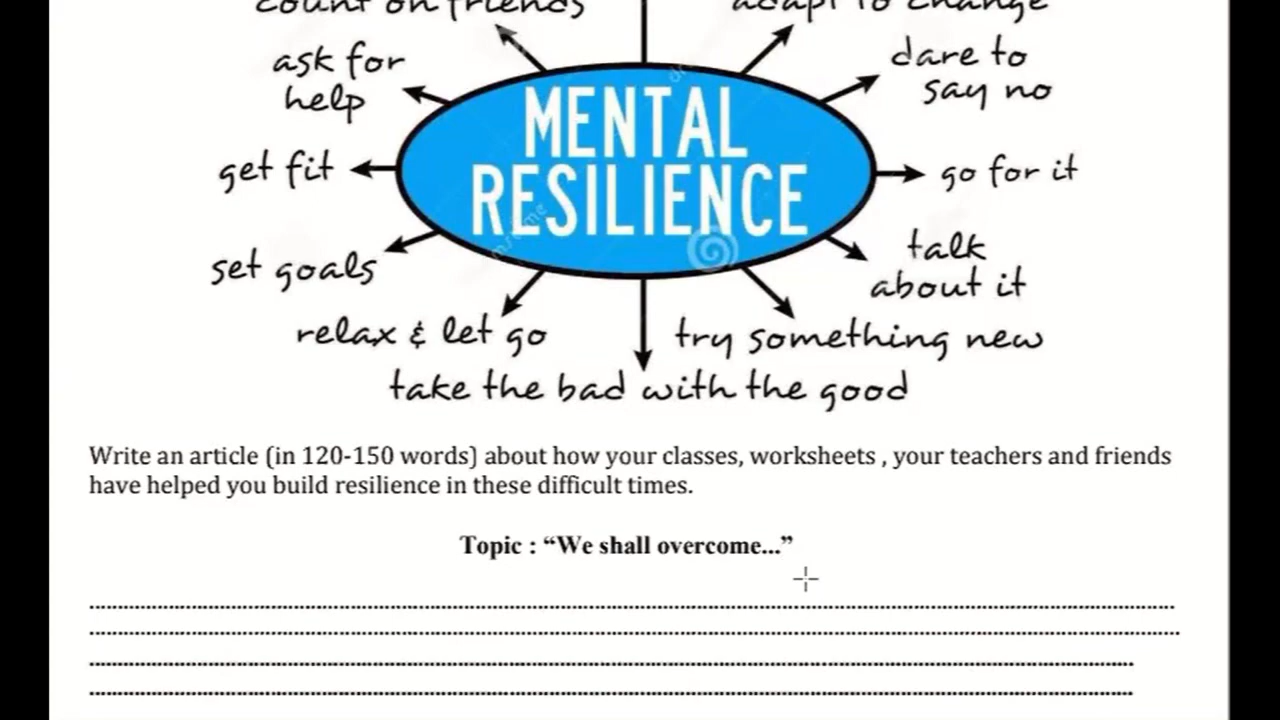 count on friends
adapt to change
ask for
help
dare to
say no
MENTAL
RESILIENCE
get fit
go for it
set goals
talk
about it
relax & let go
try something new
take the bad with the good
Write an article (in 120-150 words) about how your classes, worksheets , your teachers and friends
have helped you build resilience in these difficult times.
Topic : “We shall overcome...”